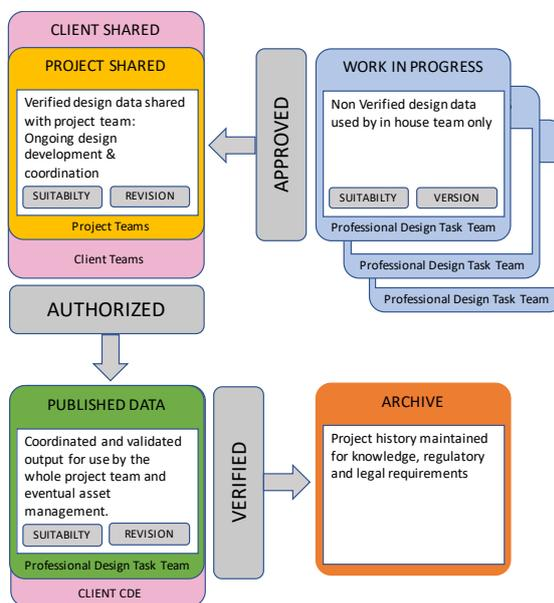 CLIENT SHARED
PROJECT SHARED
Verified design data shared
with project team:
Ongoing design
development &
coordination
SUITABILTY
REVISION
Project Teams
Client Teams
APPROVED
WORK IN PROGRESS
Non Verified design data
used by in house team only
SUITABILTY
VERSION
Professional Design Task Team
Professional Design Task Team
Professional Design Task Team
AUTHORIZED
PUBLISHED DATA
Coordinated and validated
output for use by the
whole project team and
eventual asset
management.
SUITABILTY
REVISION
Professional Design Task Team
CLIENT CDE
VERIFIED
ARCHIVE
Project history maintained
for knowledge, regulatory
and legal requirements